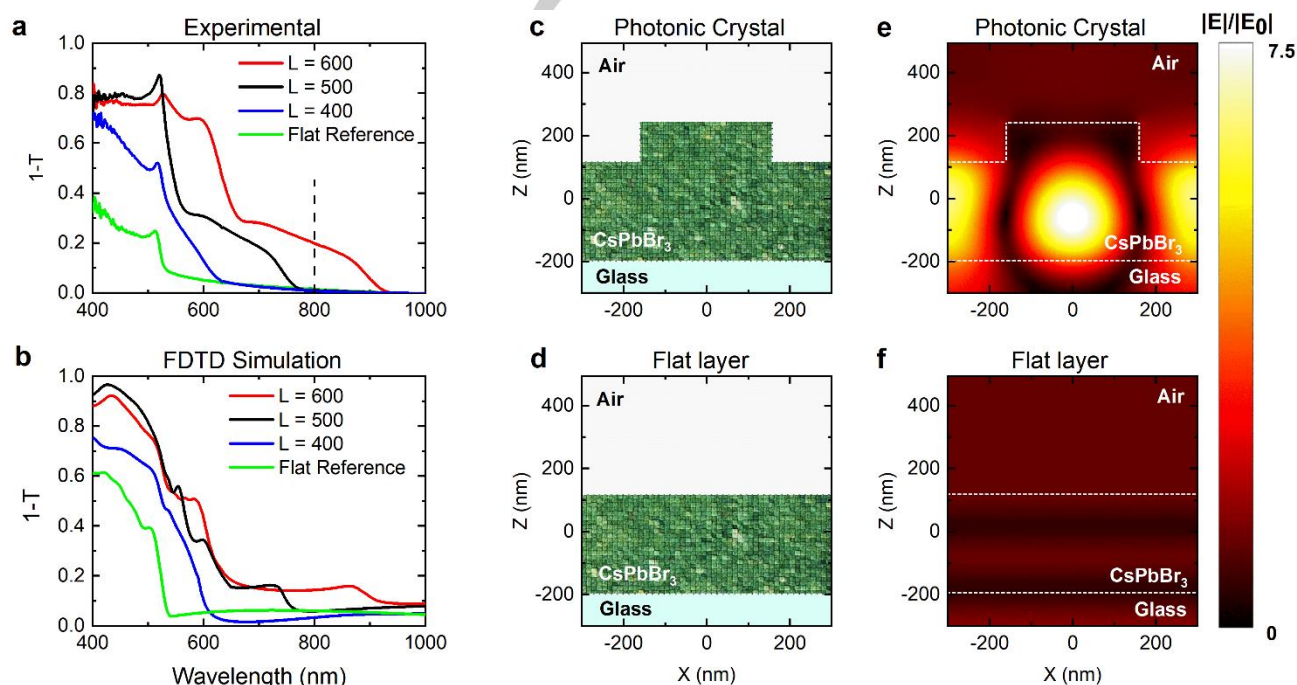 a
Experimental
1.0
0.8
0.6
0.4
0.2
0.0
1-T
L = 600
L = 500
L = 400
Flat Reference
400 600 800 1000
b
FDTD Simulation
1.0
0.8
0.6
0.4
0.2
0.0
1-T
L = 600
L = 500
L = 400
Flat Reference
400 600 800 1000
Wavelength (nm)
c
Photonic Crystal
400
200
0
-200
Z (nm)
Air
CsPbBr₃
Glass
-200 0 200
d
Flat layer
400
200
0
-200
Z (nm)
Air
CsPbBr₃
Glass
-200 0 200
X (nm)
e
Photonic Crystal
400
200
0
-200
Z (nm)
Air
CsPbBr₃
Glass
-200 0 200
f
Flat layer
400
200
0
-200
Z (nm)
Air
CsPbBr₃
Glass
-200 0 200
X (nm)
|E|/|E₀|
7.5
0